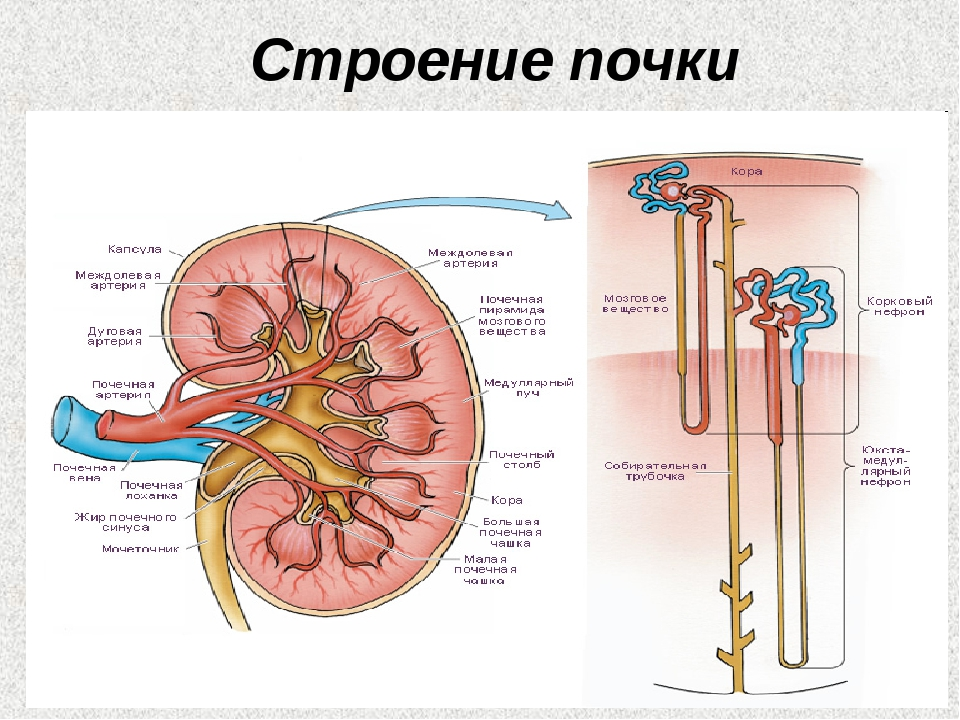 Строение почки
Капсула
Междолевая
артерия
Дуговая
артерия
Почечная
артерия
Почечная
вена
Почечная
лоханка
Жир почечного
синуса
Мочеточник
Междолевая
артерия
Почечная
пирамида
мозгового
вещества
Медуллярный
луч
Почечный
столб
Кора
Большая
почечная
чашка
Малая
почечная
чашка
Кора
Мозговое
вещество
Собирательная
трубочка
Корковый
нефрон
Юкста-
медул-
лярный
нефрон